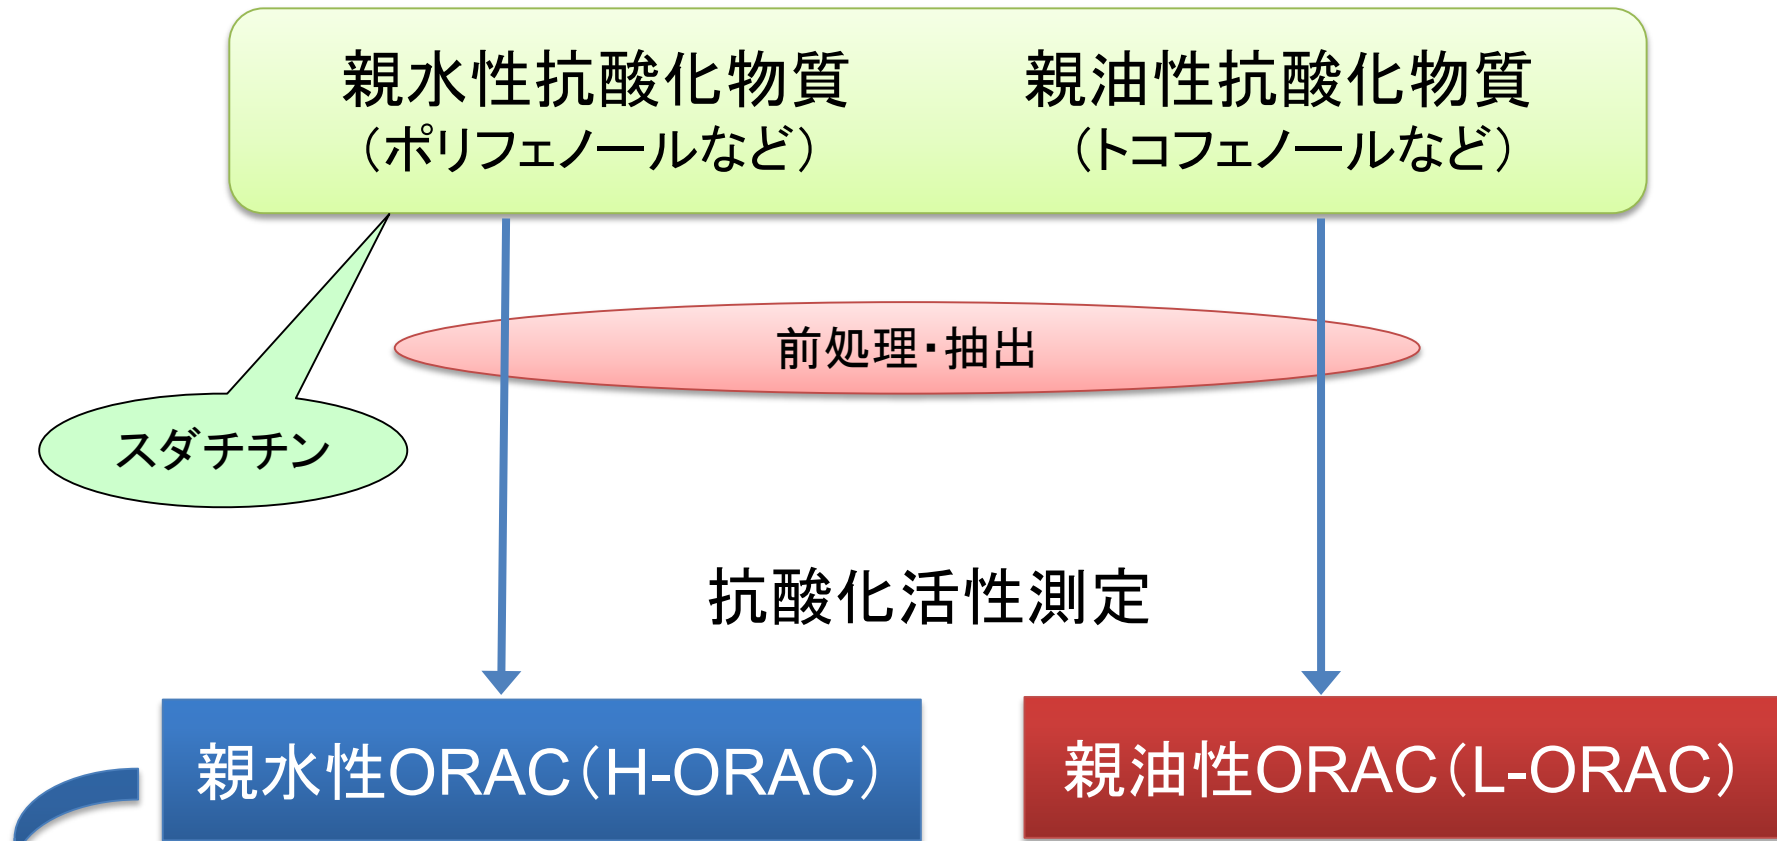 親水性抗酸化物質
（ポリフェノールなど）
親油性抗酸化物質
（トコフェノールなど）
前処理・抽出
スダチチン
抗酸化活性測定
親水性ORAC（H-ORAC）
親油性ORAC（L-ORAC）